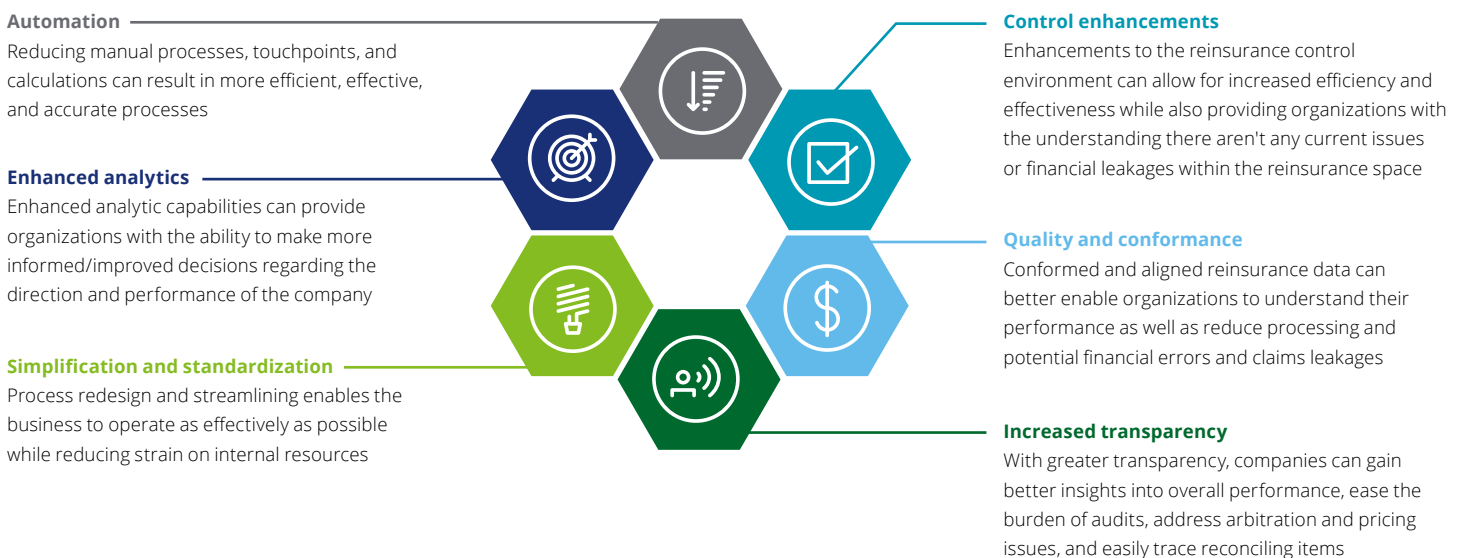 Automation
Reducing manual processes, touchpoints, and
calculations can result in more efficient, effective,
and accurate processes
Enhanced analytics
Enhanced analytic capabilities can provide
organizations with the ability to make more
informed/improved decisions regarding the
direction and performance of the company
Simplification and standardization
Process redesign and streamlining enables the
business to operate as effectively as possible
while reducing strain on internal resources
Control enhancements
Enhancements to the reinsurance control
environment can allow for increased efficiency and
effectiveness while also providing organizations with
the understanding there aren't any current issues
or financial leakages within the reinsurance space
Quality and conformance
Conformed and aligned reinsurance data can
better enable organizations to understand their
performance as well as reduce processing and
potential financial errors and claims leakages
Increased transparency
With greater transparency, companies can gain
better insights into overall performance, ease the
burden of audits, address arbitration and pricing
issues, and easily trace reconciling items
$